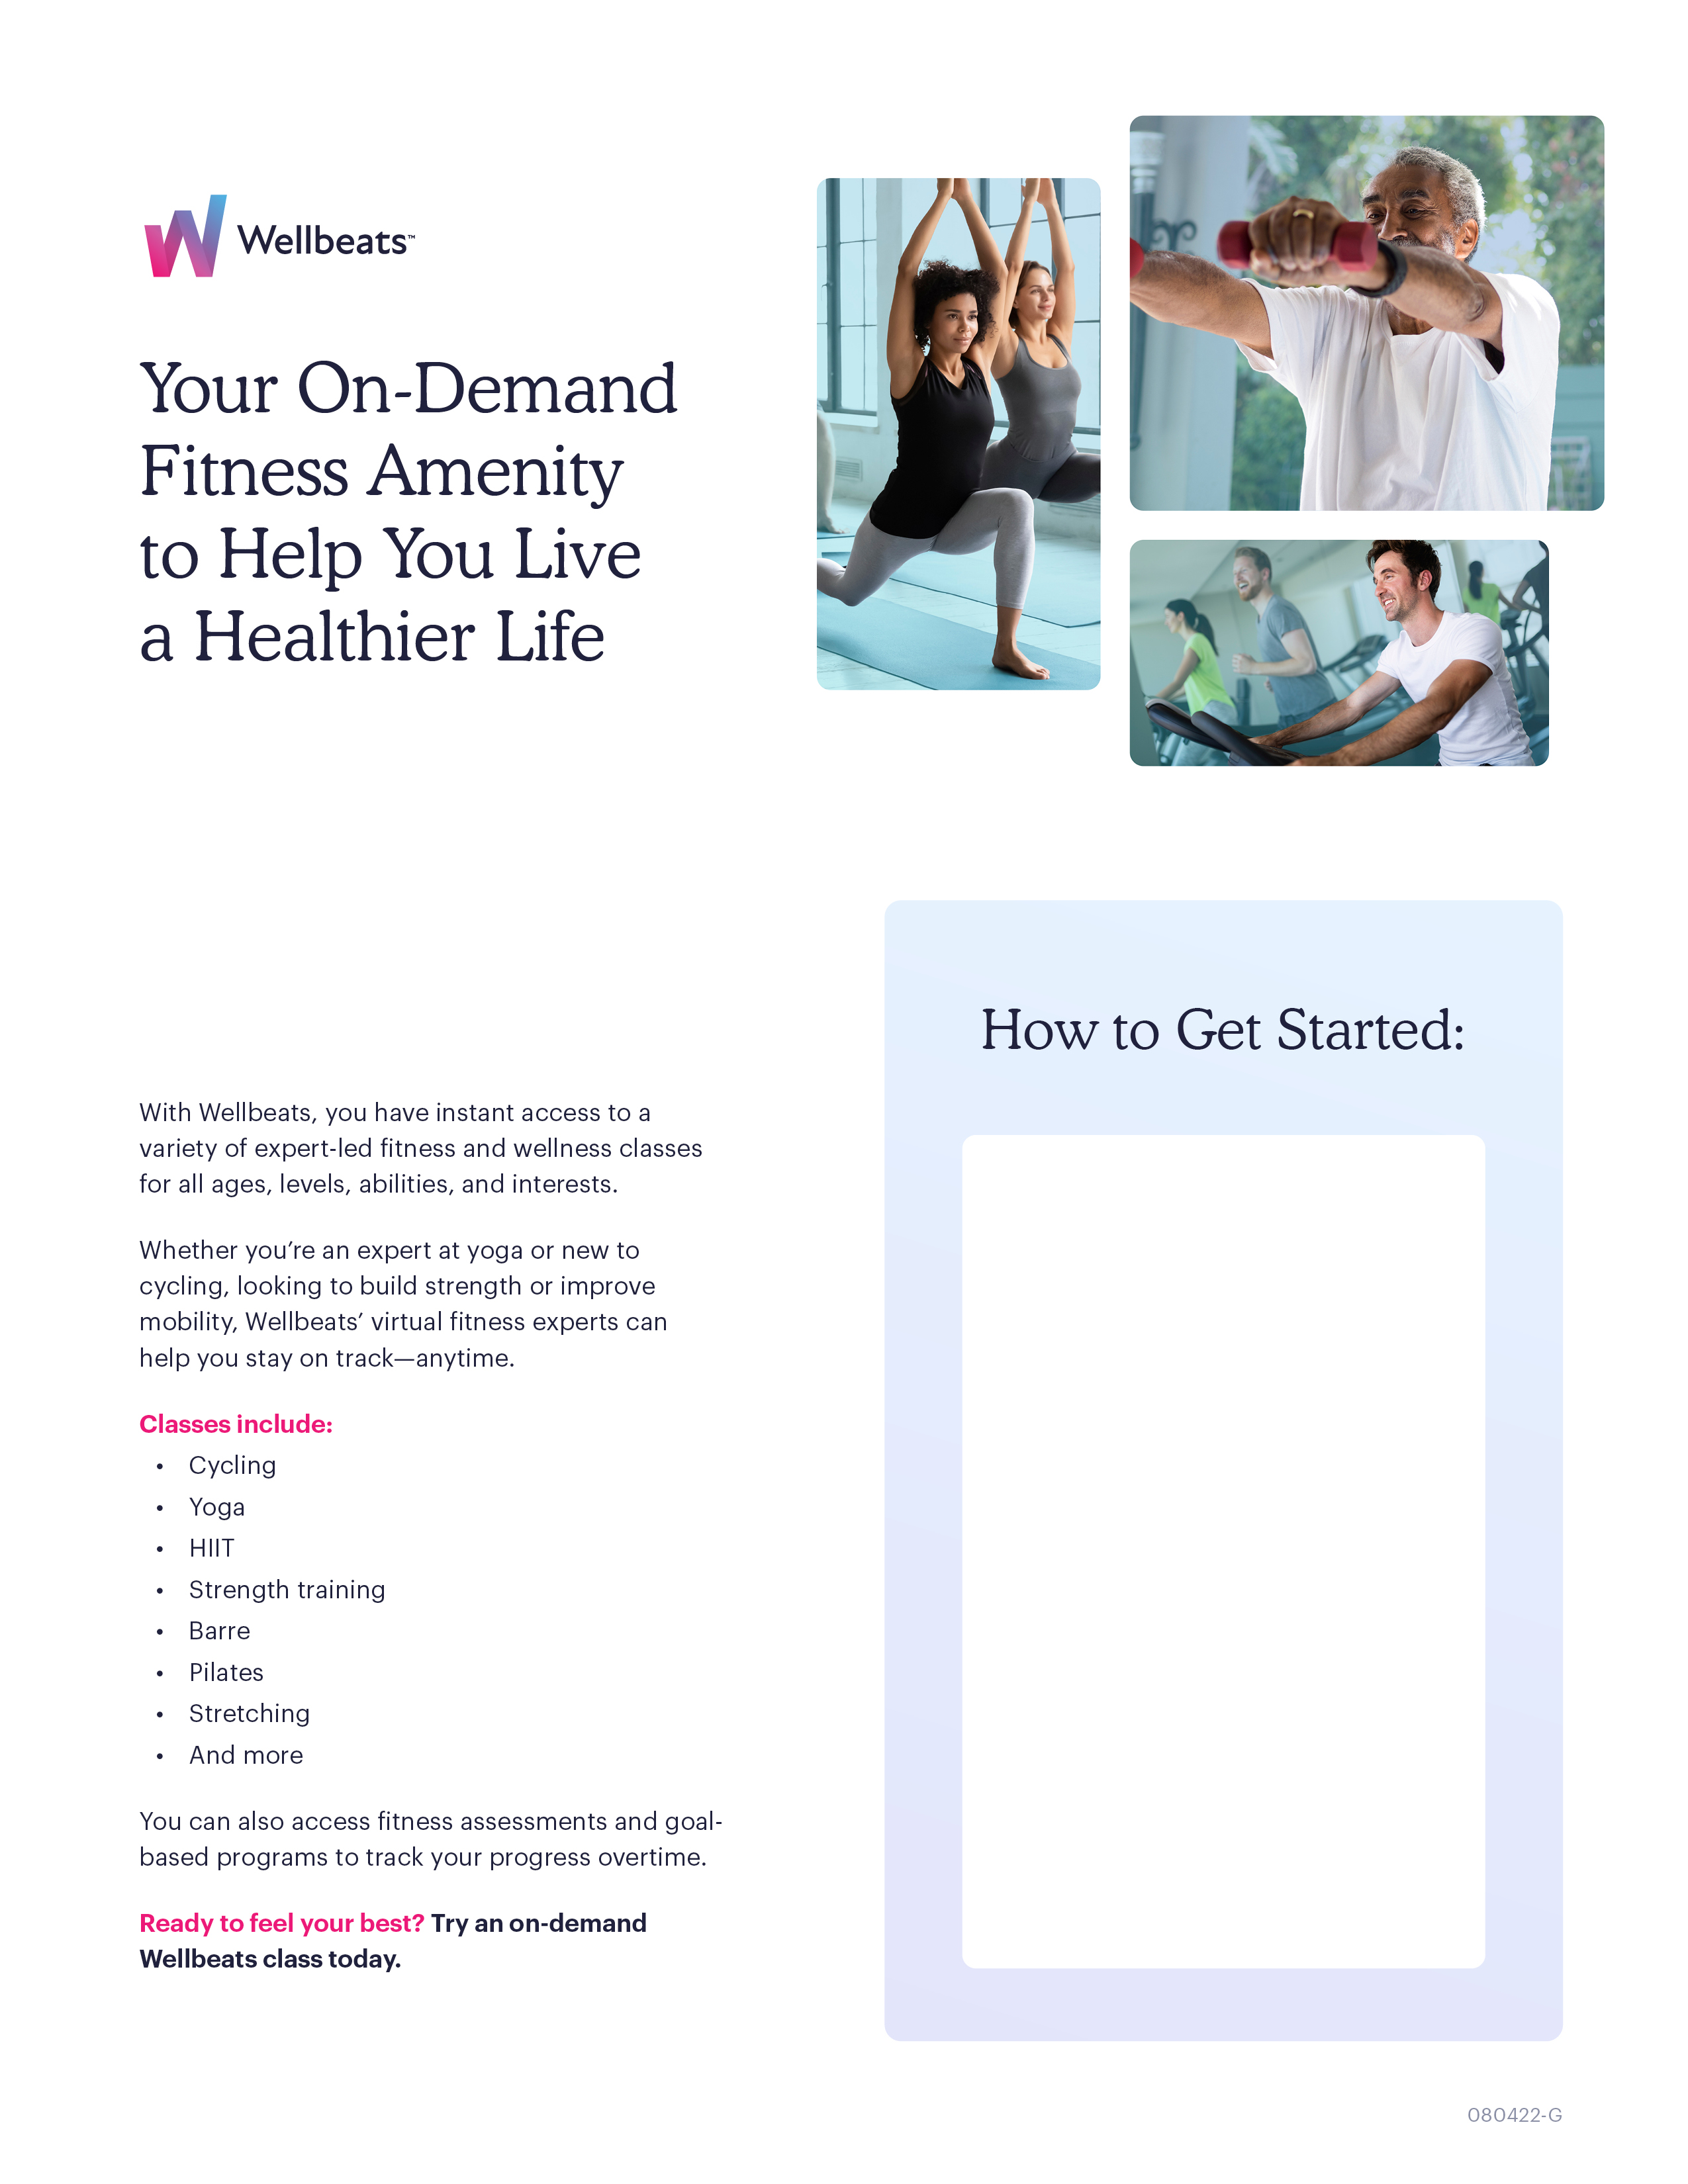 Wellbeats™
Your On-Demand
Fitness Amenity
to Help You Live
a Healthier Life
With Wellbeats, you have instant access to a
variety of expert-led fitness and wellness classes
for all ages, levels, abilities, and interests.
Whether you’re an expert at yoga or new to
cycling, looking to build strength or improve
mobility, Wellbeats’ virtual fitness experts can
help you stay on track—anytime.
Classes include:
• Cycling
• Yoga
• HIIT
• Strength training
• Barre
• Pilates
• Stretching
• And more
You can also access fitness assessments and goal-
based programs to track your progress overtime.
Ready to feel your best? Try an on-demand
Wellbeats class today.
How to Get Started:
080422-G